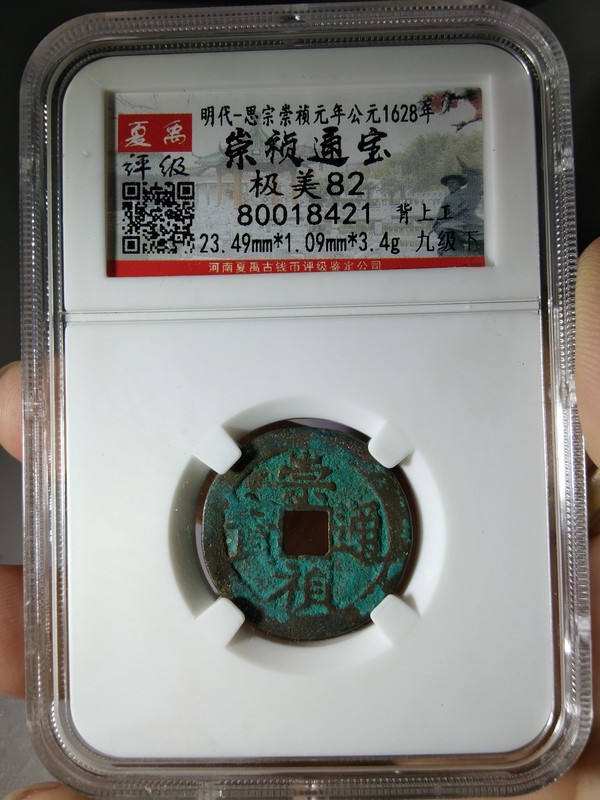 夏禹
评级
明代-思宗崇祯元年公元1628年
崇祯通宝
极美82
80018421 背上工
23.49mm*1.09mm*3.4g 九级下
河南夏禹古钱币评级鉴定公司
崇祯通宝